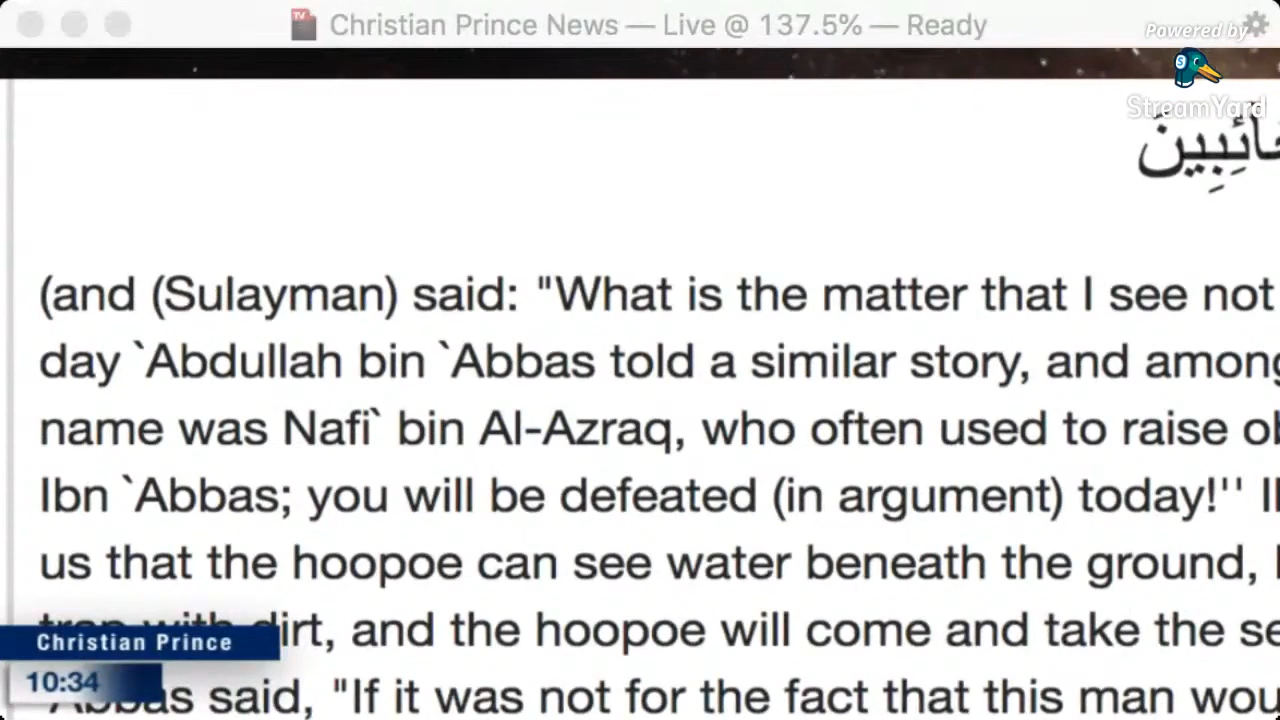 Christian Prince News — Live @ 137.5% — Ready
Powered by
StreamYard
(and (Sulayman) said: "What is the matter that I see not
day `Abdullah bin `Abbas told a similar story, and among
name was Nafi` bin Al-Azraq, who often used to raise
Ibn `Abbas; you will be defeated (in argument) today!''
us that the hoopoe can see water beneath the ground,
trap with dirt, and the hoopoe will come and take the
`Abbas said, "If it was not for the fact that this man
Christian Prince
10:34